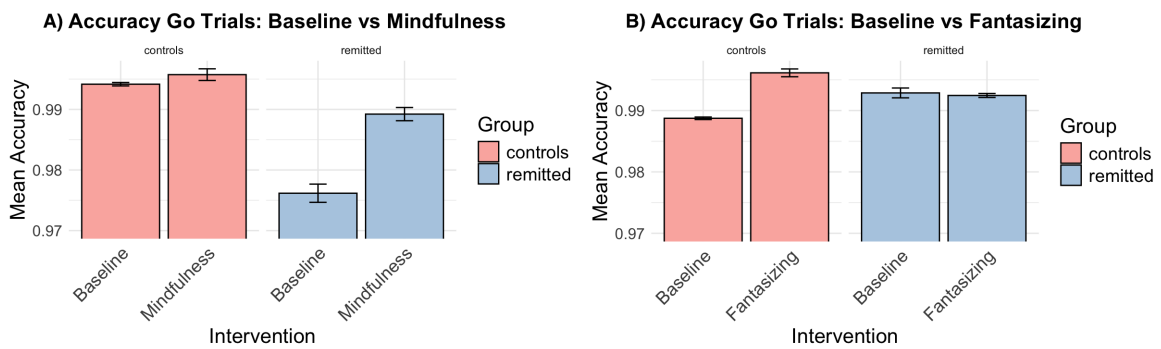 A) Accuracy Go Trials: Baseline vs Mindfulness
controls
remitted
Mean Accuracy
0.99
0.98
0.97
Baseline
Mindfulness
Baseline
Mindfulness
Intervention
Group
controls
remitted
B) Accuracy Go Trials: Baseline vs Fantasizing
controls
remitted
Mean Accuracy
0.99
0.98
0.97
Baseline
Fantasizing
Baseline
Fantasizing
Intervention
Group
controls
remitted